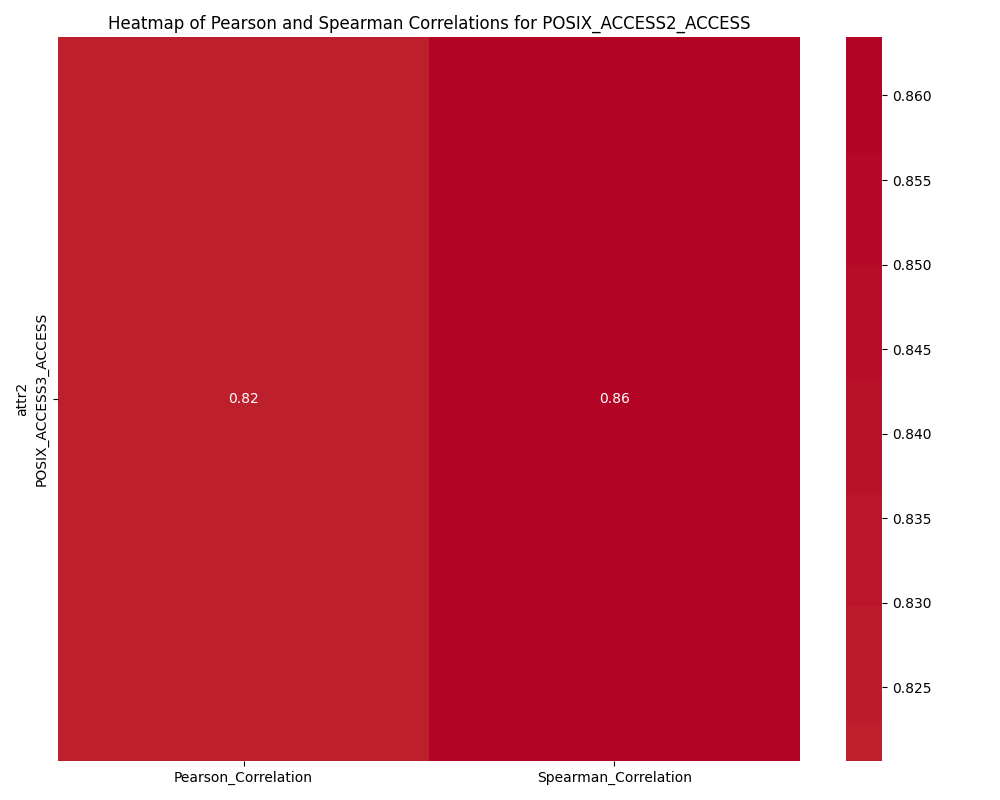 Heatmap of Pearson and Spearman Correlations for POSIX_ACCESS2_ACCESS
attr2
POSIX_ACCESS3_ACCESS
0.82
0.86
Pearson_Correlation
Spearman_Correlation
0.860
0.855
0.850
0.845
0.840
0.835
0.830
0.825